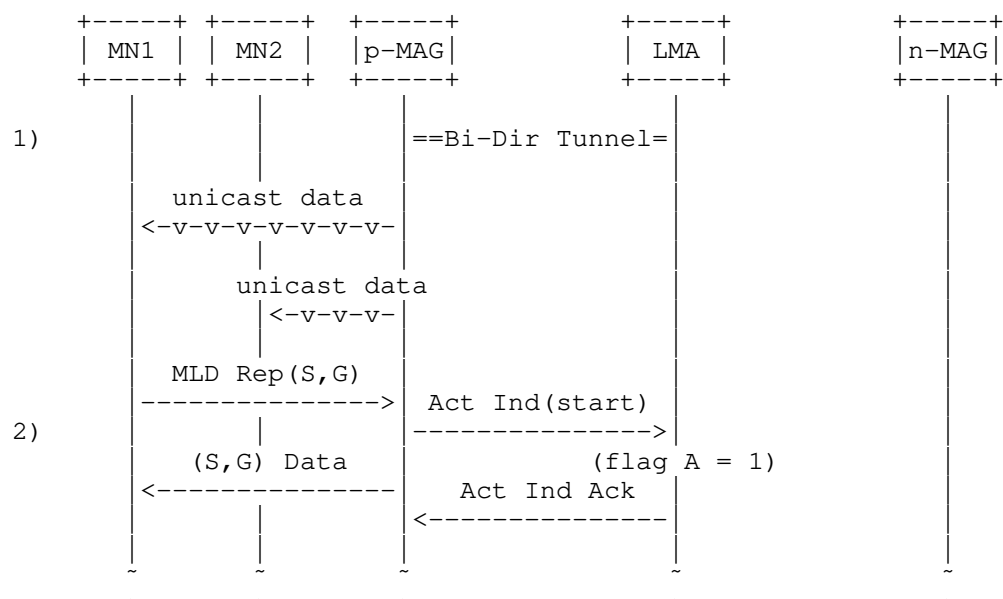 MN1 MN2 p-MAG LMA n-MAG
1) ==Bi-Dir Tunnel=
unicast data
<-v-v-v-v-v-v-v-
unicast data
<-v-v-v-
MLD Rep(S,G)
---------------> Act Ind(start)
2) --------------->
(S,G) Data (flag A = 1)
<--------------- Act Ind Ack
<---------------